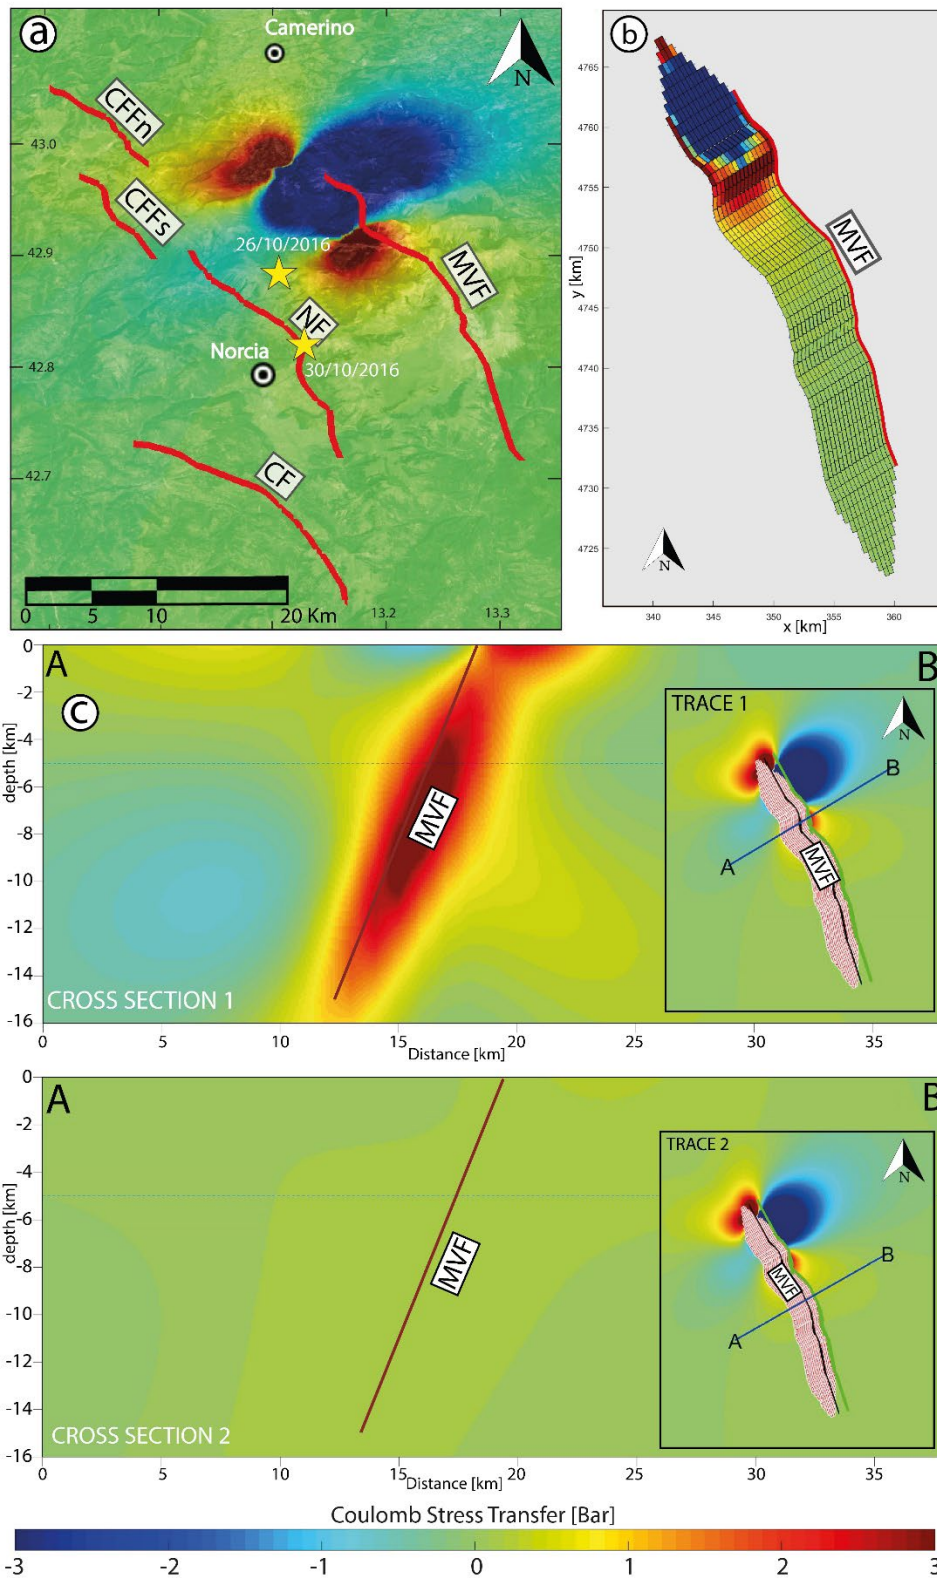 a
Camerino
N
CFFn
43.0
CFFs
42.9
26/10/2016
MVF
NF
Norcia
30/10/2016
42.8
CF
42.7
0 5 10 20 Km
13.2 13.3
b
4765
4760
4755
4750
4745
4740
4735
4730
4725
y [km]
MVF
N
340 345 350 355 360
x [km]
A B
C
0
-2
-4
-6
-8
-10
-12
-14
-16
depth [km]
MVF
CROSS SECTION 1
TRACE 1
N
B
A
MVF
0 5 10 15 20 25 30 35
Distance [km]
A B
0
-2
-4
-6
-8
-10
-12
-14
-16
depth [km]
MVF
CROSS SECTION 2
TRACE 2
N
B
A
MVF
0 5 10 15 20 25 30 35
Distance [km]
Coulomb Stress Transfer [Bar]
-3 -2 -1 0 1 2 3